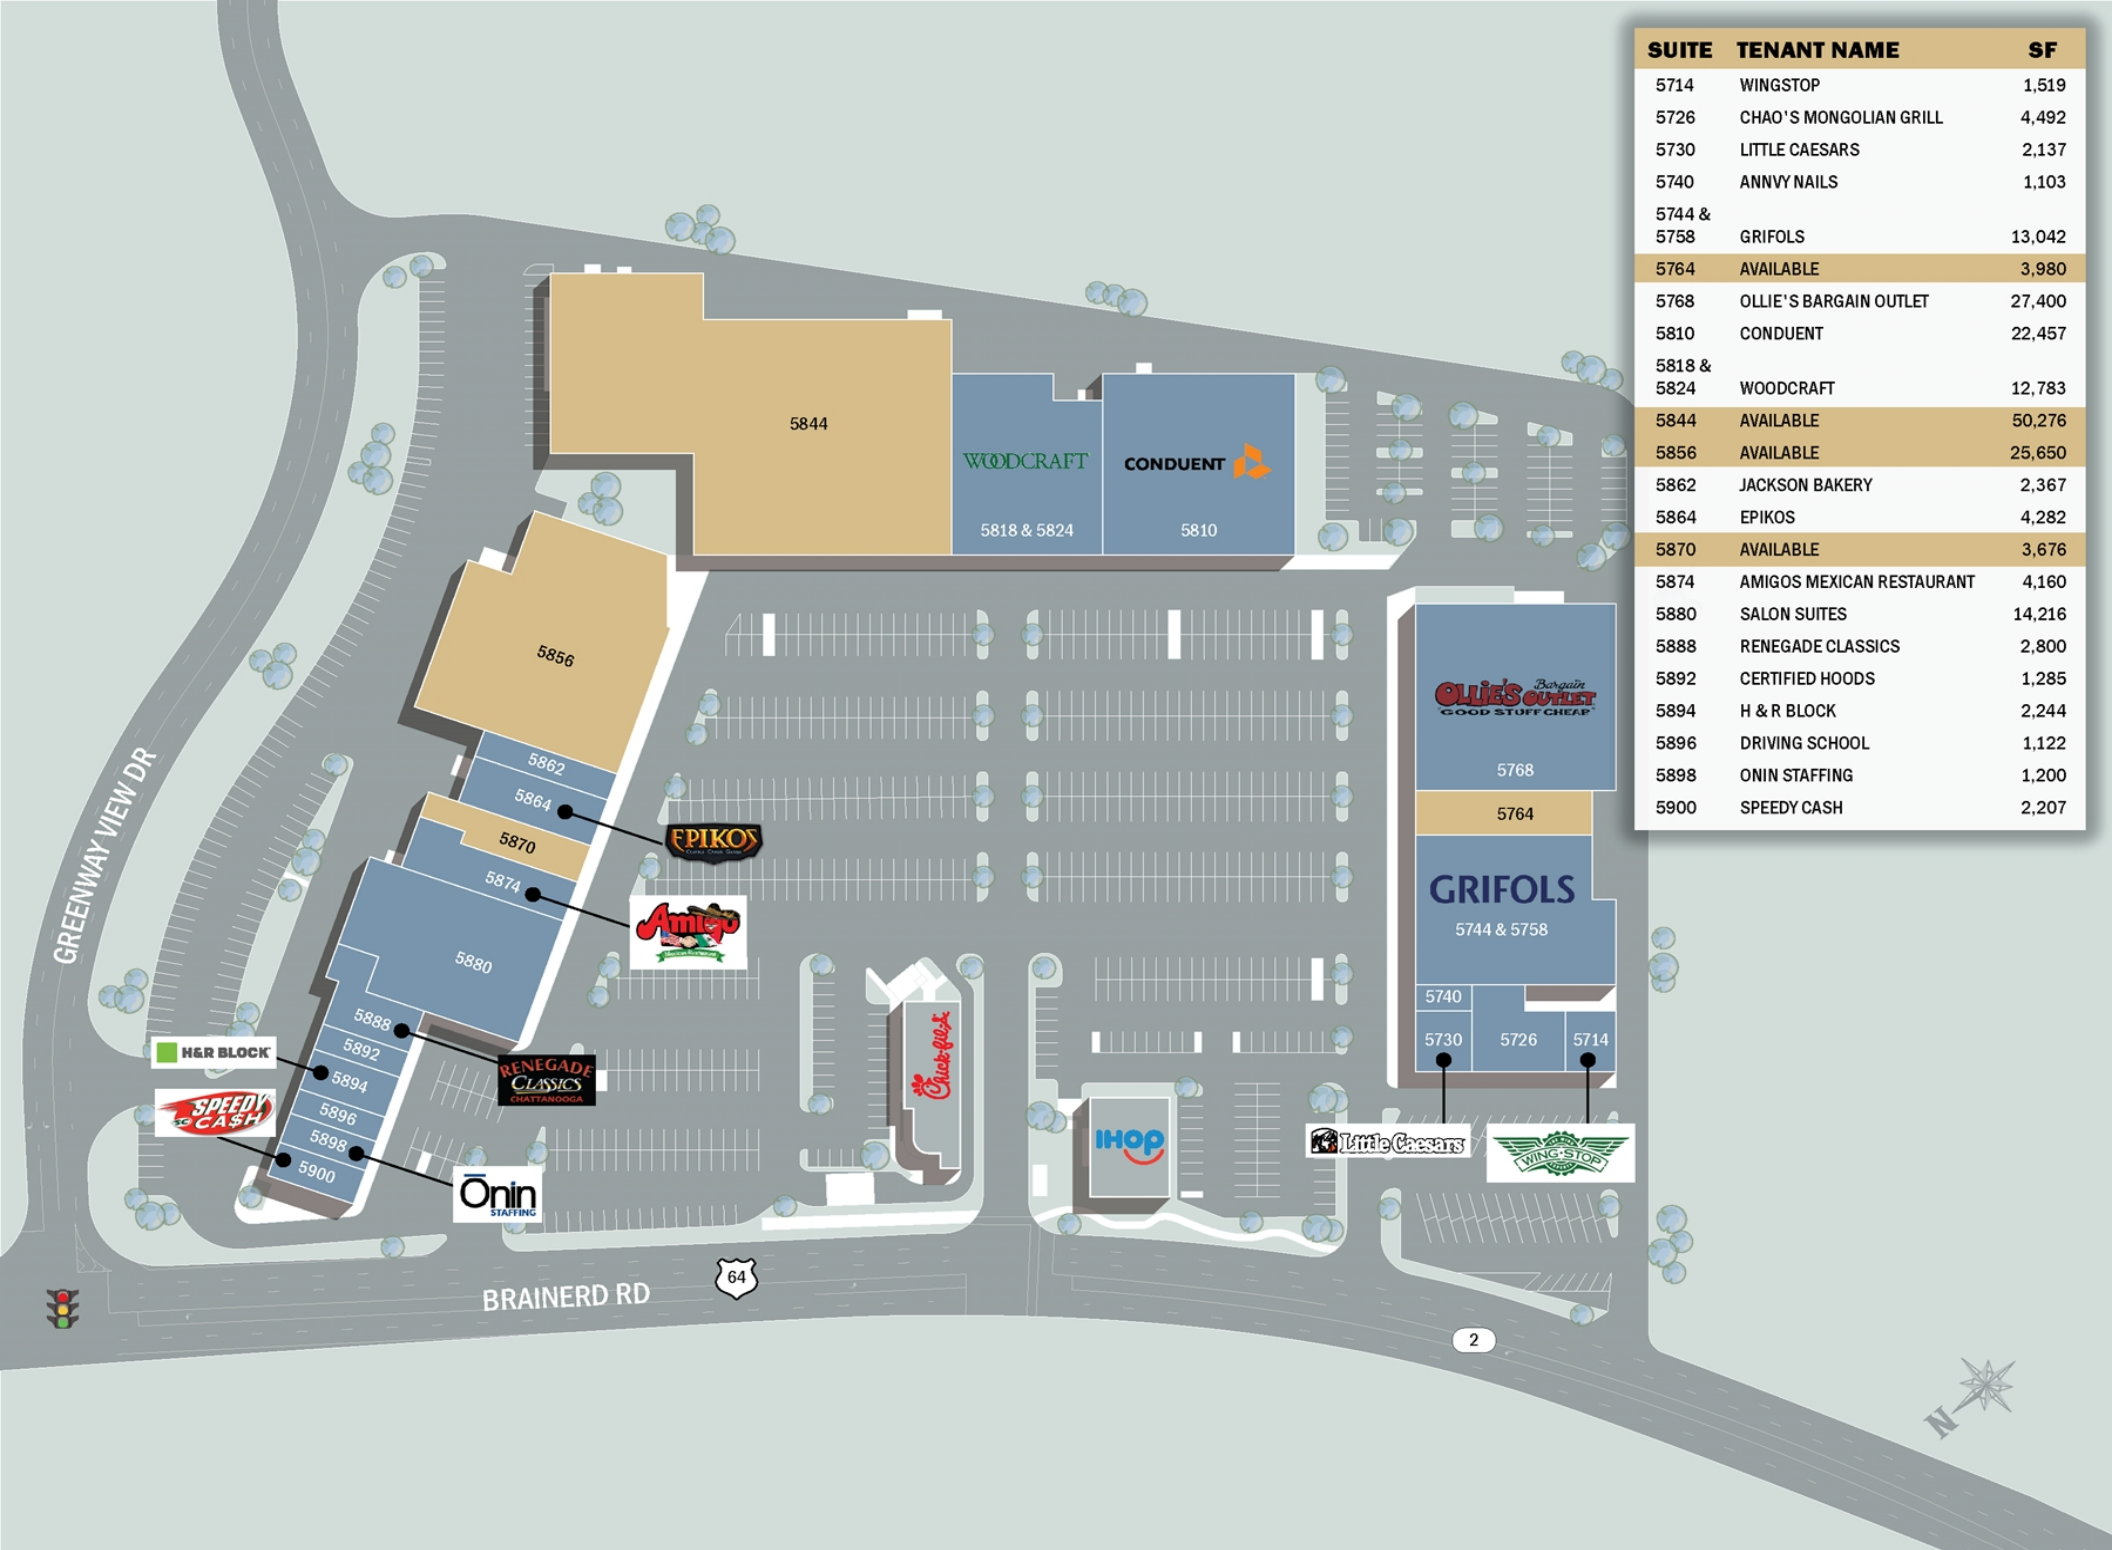 SUITE TENANT NAME SF
5714 WINGSTOP 1,519
5726 CHAO'S MONGOLIAN GRILL 4,492
5730 LITTLE CAESARS 2,137
5740 ANNVY NAILS 1,103
5744 &
5758 GRIFOLS 13,042
5764 AVAILABLE 3,980
5768 OLLIE'S BARGAIN OUTLET 27,400
5810 CONDUENT 22,457
5818 &
5824 WOODCRAFT 12,783
5844 AVAILABLE 50,276
5856 AVAILABLE 25,650
5862 JACKSON BAKERY 2,367
5864 EPIKOS 4,282
5870 AVAILABLE 3,676
5874 AMIGOS MEXICAN RESTAURANT 4,160
5880 SALON SUITES 14,216
5888 RENEGADE CLASSICS 2,800
5892 CERTIFIED HOODS 1,285
5894 H & R BLOCK 2,244
5896 DRIVING SCHOOL 1,122
5898 ONIN STAFFING 1,200
5900 SPEEDY CASH 2,207
5844
WOODCRAFT
5818 & 5824
CONDUENT
5810
5856
5862
5864
EPIKOS
5870
5874
Amigo
Mexican Restaurant
5880
5888
RENEGADE
CLASSICS
CHATTANOOGA
5892
H&R BLOCK
5894
SPEEDY
SC CA$H
5896
5898
5900
Ōnin
STAFFING
OLLIE'S Bargain OUTLET
"GOOD STUFF CHEAP"
5768
5764
GRIFOLS
5744 & 5758
5740
5730
5726
5714
Chick-fil-A
IHOP
Little Caesars
WING·STOP
GREENWAY VIEW DR
BRAINERD RD
64
2
N